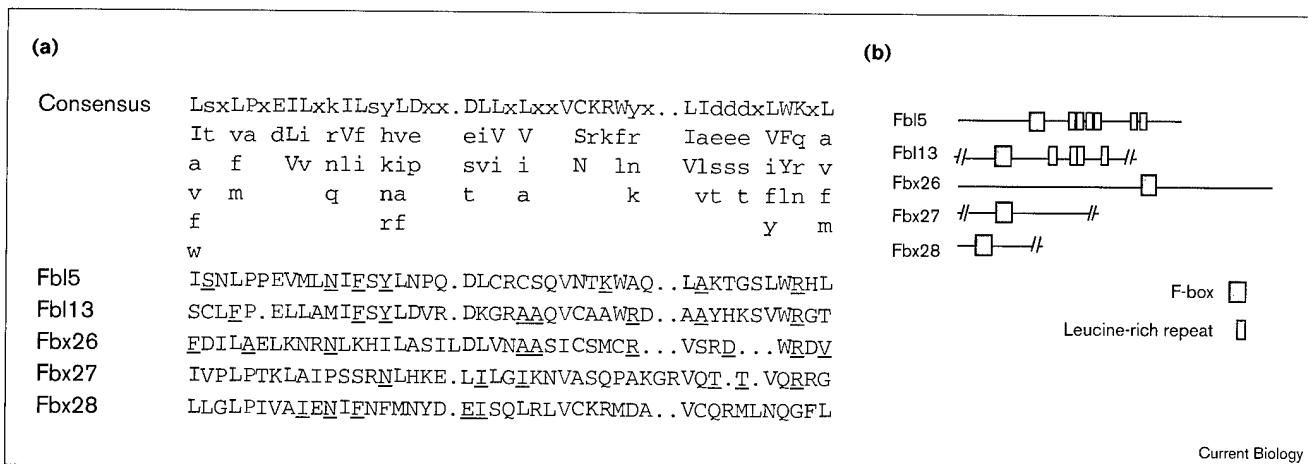 (a)
Consensus LsxLPxEILxkILsyLDxx.DLLxLxxVCKRWyx..LIdddxLWKxL
It va dLi rVf hve eiV V Srkfr Iaeee VFq a
a f Vv nli kip svi i N ln Vlsss iYr v
v m q na t a k vt t fln f
f rf y m
w
Fbl5 ISNLPPEVMLNIFSYLNPQ.DLCRCSQVNTKWAQ..LAKTGSLWRHL
Fbl13 SCLFP.ELLAMIFSYLDVR.DKGRAAQVCAAWRD..AAYHKSVWRGT
Fbx26 FDILAELKNRNLKHILASILDLVNAASICSMCR...VSRD...WRDV
Fbx27 IVPLPTKLAIPSSRNLHKE.LILGIKNVASQPAKGRVQT.T.VQRRG
Fbx28 LLGLPIVAIENIFNFMNYD.EISQLRLVCKRMDA..VCQRMLNQGFL
(b)
Fbl5
Fbl13
Fbx26
Fbx27
Fbx28
F-box
Leucine-rich repeat
Current Biology